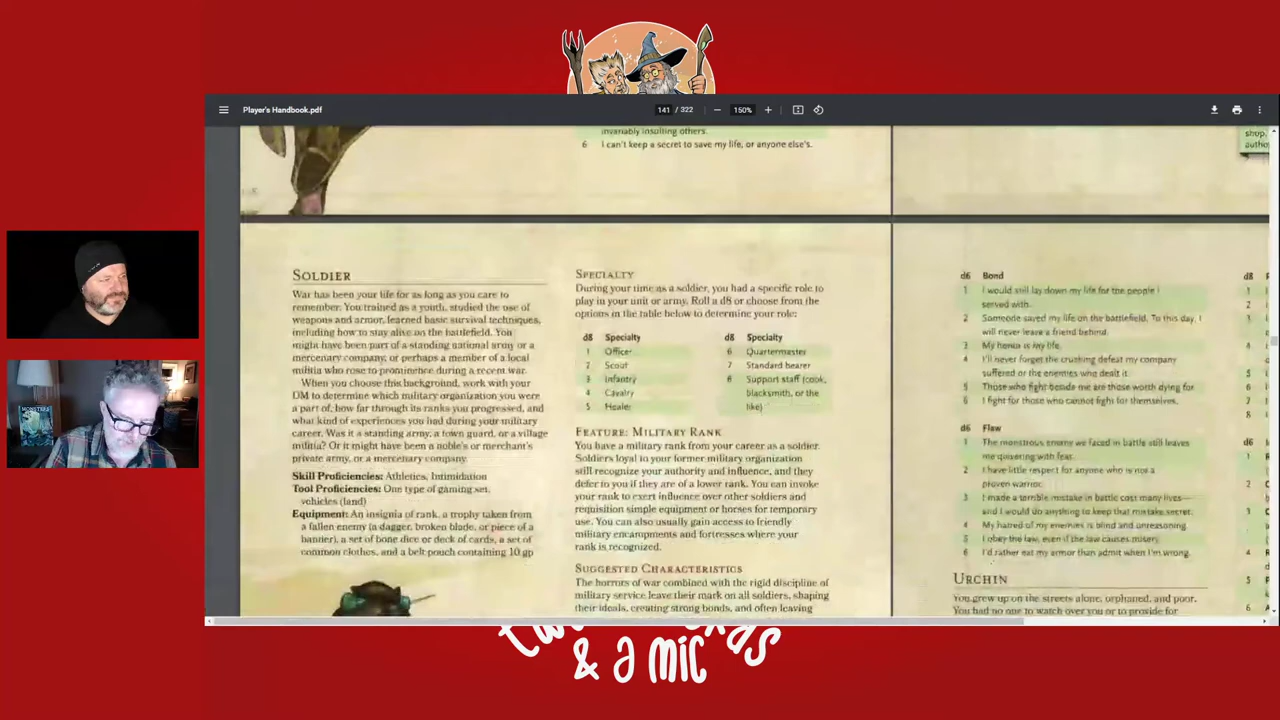 Player's Handbook.pdf
141 / 322
150%
invariably insulting others.
6 I can't keep a secret to save my life, or anyone else's.
shop,
autho
SOLDIER
War has been your life for as long as you care to
remember. You trained as a youth, studied the use of
weapons and armor, learned basic survival techniques,
including how to stay alive on the battlefield. You
might have been part of a standing national army or a
mercenary company, or perhaps a member of a local
militia who rose to prominence during a recent war.
When you choose this background, work with your
DM to determine which military organization you were
a part of, how far through its ranks you progressed, and
what kind of experiences you had during your military
career. Was it a standing army, a town guard, or a village
militia? Or it might have been a noble's or merchant's
private army, or a mercenary company.
Skill Proficiencies: Athletics, Intimidation
Tool Proficiencies: One type of gaming set,
vehicles (land)
Equipment: An insignia of rank, a trophy taken from
a fallen enemy (a dagger, broken blade, or piece of
a banner), a set of bone dice or deck of cards, a set of
common clothes, and a belt pouch containing 10 gp
SPECIALTY
During your time as a soldier, you had a specific role to
play in your unit or army. Roll a d8 or choose from the
options in the table below to determine your role:
d8 Specialty
1 Officer
2 Scout
3 Infantry
4 Cavalry
5 Healer
d8 Specialty
6 Quartermaster
7 Standard bearer
8 Support staff (cook,
blacksmith, or the
like)
FEATURE: MILITARY RANK
You have a military rank from your career as a soldier.
Soldiers loyal to your former military organization
still recognize your authority and influence, and they
defer to you if they are of a lower rank. You can invoke
your rank to exert influence over other soldiers and
requisition simple equipment or horses for temporary
use. You can also usually gain access to friendly
military encampments and fortresses where your
rank is recognized.
SUGGESTED CHARACTERISTICS
The horrors of war combined with the rigid discipline of
military service leave their mark on all soldiers, shaping
their ideals, creating strong bonds, and often leaving
d6 Bond
1 I would still lay down my life for the people I
served with.
2 Someone saved my life on the battlefield. To this day, I
will never leave a friend behind.
3 My honor is my life.
4 I'll never forget the crushing defeat my company
suffered or the enemies who dealt it.
5 Those who fight beside me are those worth dying for.
6 I fight for those who cannot fight for themselves.
d6 Flaw
1 The monstrous enemy we faced in battle still leaves
me quivering with fear.
2 I have little respect for anyone who is not a
proven warrior.
3 I made a terrible mistake in battle cost many lives—
and I would do anything to keep that mistake secret.
4 My hatred of my enemies is blind and unreasoning.
5 I obey the law, even if the law causes misery.
6 I'd rather eat my armor than admit when I'm wrong.
URCHIN
You grew up on the streets alone, orphaned, and poor.
You had no one to watch over you or to provide for
d8
1
2
3
4
5
6
7
8
d6
1
2
3
4
5
6
MONSTERS
& a mic